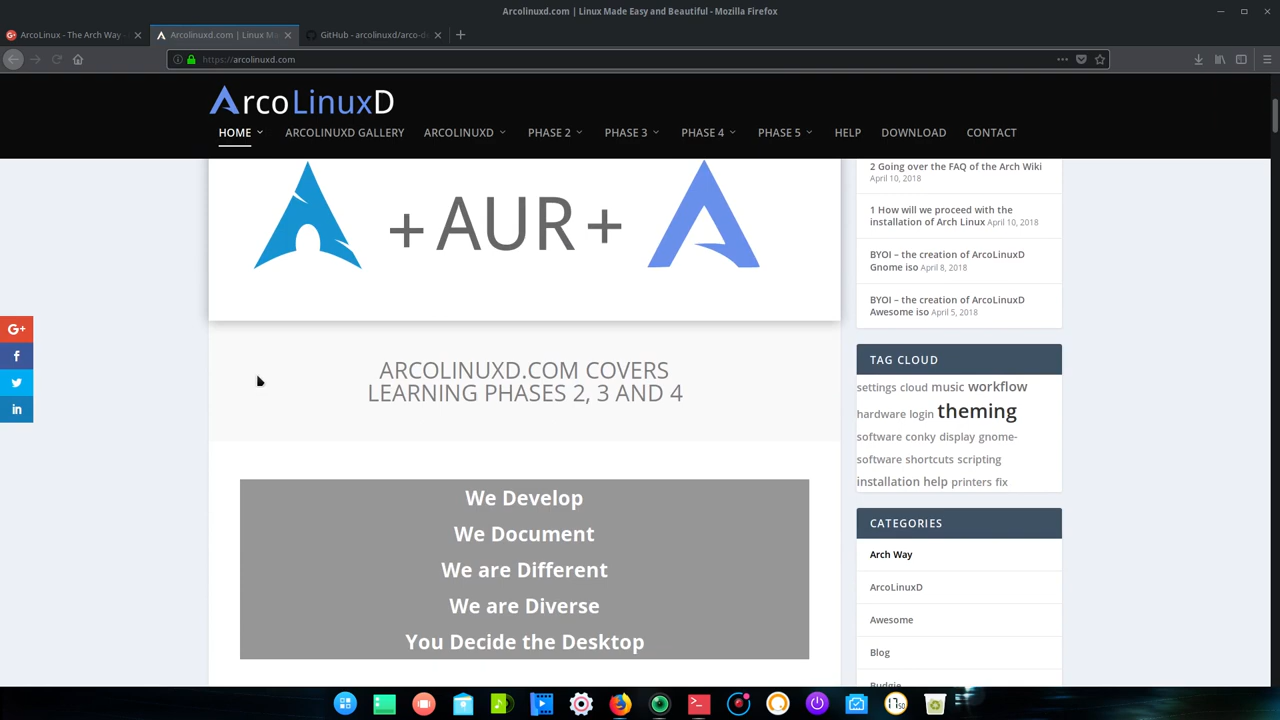 Arcolinuxd.com | Linux Made Easy and Beautiful - Mozilla Firefox
ArcoLinux - The Arch Way -
Arcolinuxd.com | Linux Ma
GitHub - arcolinuxd/arco-d
https://arcolinuxd.com
ArcoLinuxD
HOME
ARCOLINUXD GALLERY
ARCOLINUXD
PHASE 2
PHASE 3
PHASE 4
PHASE 5
HELP
DOWNLOAD
CONTACT
+ AUR +
ARCOLINUXD.COM COVERS
LEARNING PHASES 2, 3 AND 4
We Develop
We Document
We are Different
We are Diverse
You Decide the Desktop
2 Going over the FAQ of the Arch Wiki
April 10, 2018
1 How will we proceed with the
installation of Arch Linux April 10, 2018
BYOI – the creation of ArcoLinuxD
Gnome iso April 8, 2018
BYOI – the creation of ArcoLinuxD
Awesome iso April 5, 2018
TAG CLOUD
settings cloud music workflow
hardware login theming
software conky display gnome-
software shortcuts scripting
installation help printers fix
CATEGORIES
Arch Way
ArcoLinuxD
Awesome
Blog
Budgie
G+
f
in